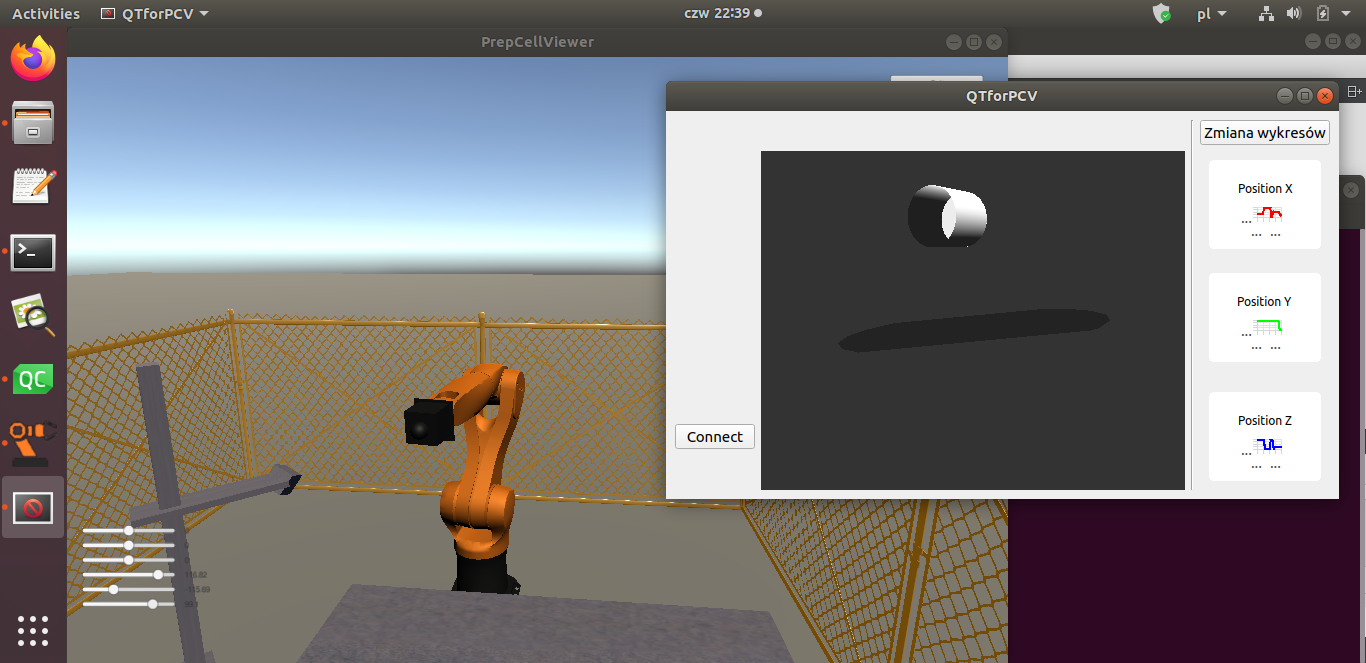 Activities
QTforPCV
czw 22:39
pl
PrepCellViewer
QTforPCV
Zmiana wykresów
Position X
...
... ...
Position Y
...
... ...
Position Z
...
... ...
Connect
QC